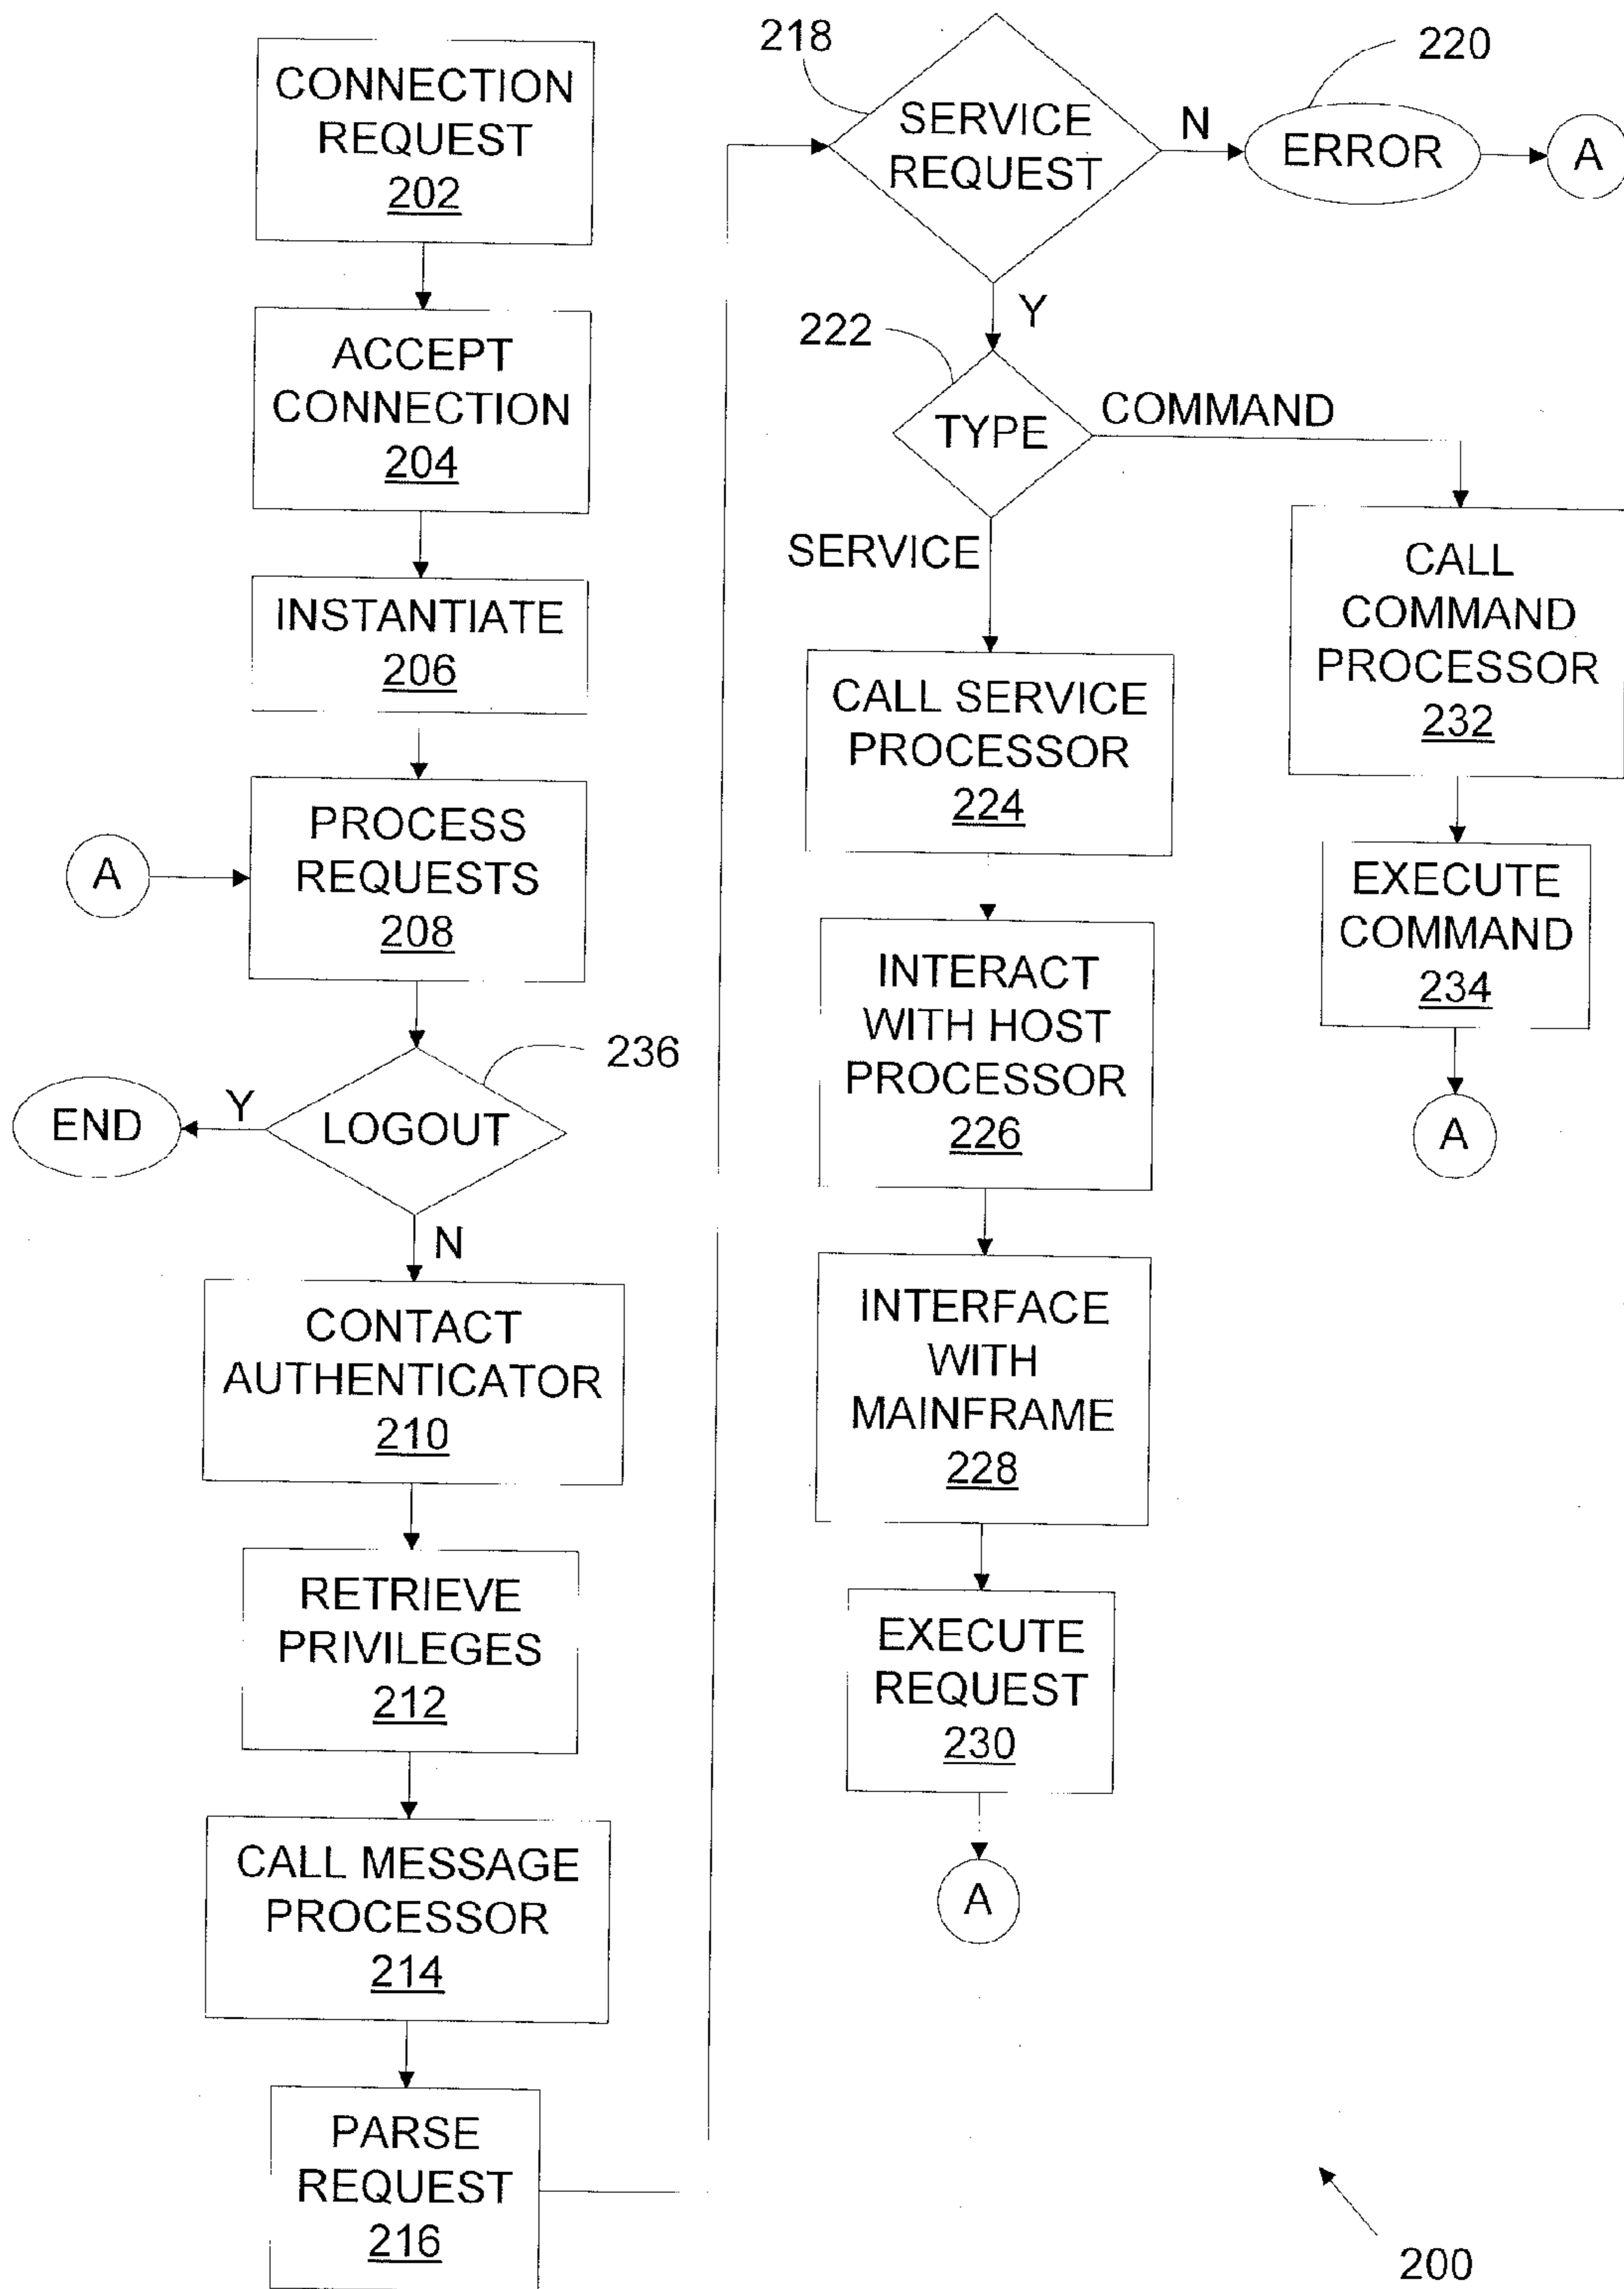 CONNECTION
REQUEST
202
ACCEPT
CONNECTION
204
INSTANTIATE
206
A
PROCESS
REQUESTS
208
236
LOGOUT
Y
END
N
CONTACT
AUTHENTICATOR
210
RETRIEVE
PRIVILEGES
212
CALL MESSAGE
PROCESSOR
214
PARSE
REQUEST
216
218
SERVICE
REQUEST
N
220
ERROR
A
Y
222
TYPE
COMMAND
SERVICE
CALL SERVICE
PROCESSOR
224
INTERACT
WITH HOST
PROCESSOR
226
INTERFACE
WITH
MAINFRAME
228
EXECUTE
REQUEST
230
A
CALL
COMMAND
PROCESSOR
232
EXECUTE
COMMAND
234
A
200